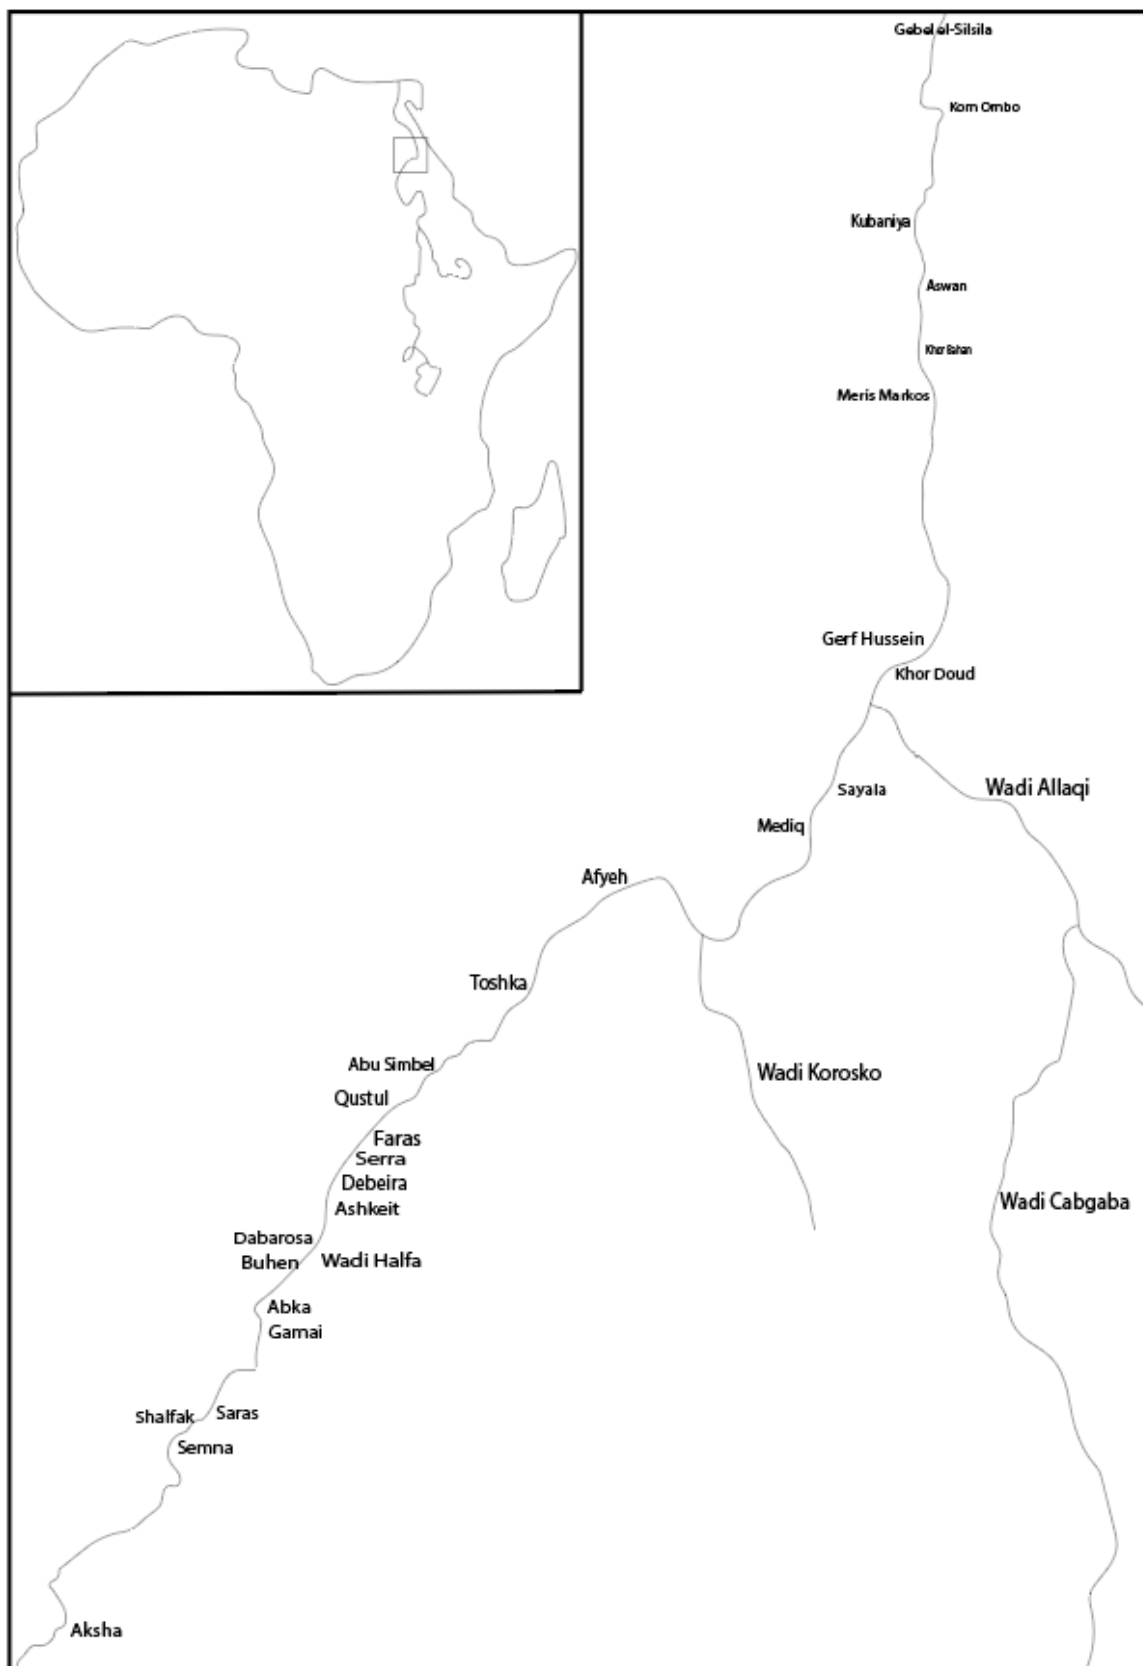 Gebel el-Silsila
Kom Ombo
Kubaniya
Aswan
Khor Bahan
Meris Markos
Gerf Hussein
Khor Doud
Wadi Allaqi
Sayala
Mediq
Afyeh
Toshka
Abu Simbel
Wadi Korosko
Qustul
Faras
Serra
Debeira
Wadi Cabgaba
Ashkeit
Dabarosa
Buhen
Wadi Halfa
Abka
Gamai
Saras
Shalfak
Semna
Aksha